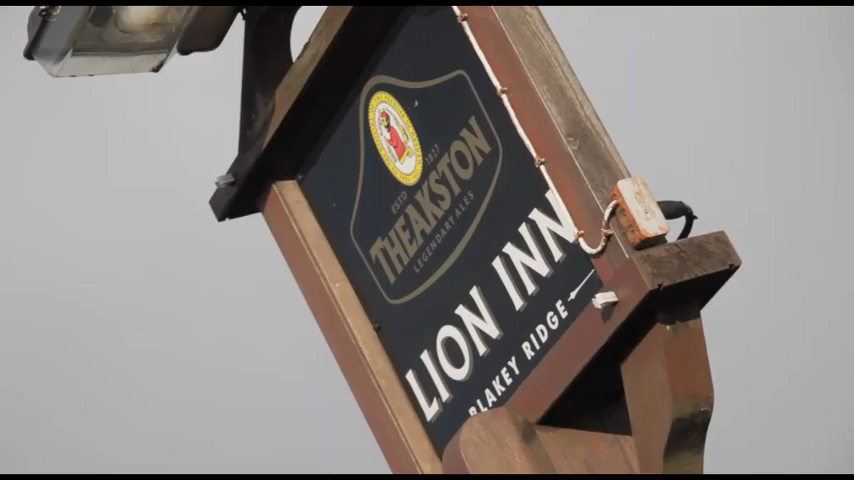 ESTD 1827
THEAKSTON
LEGENDARY ALES
LION INN
BLAKEY RIDGE